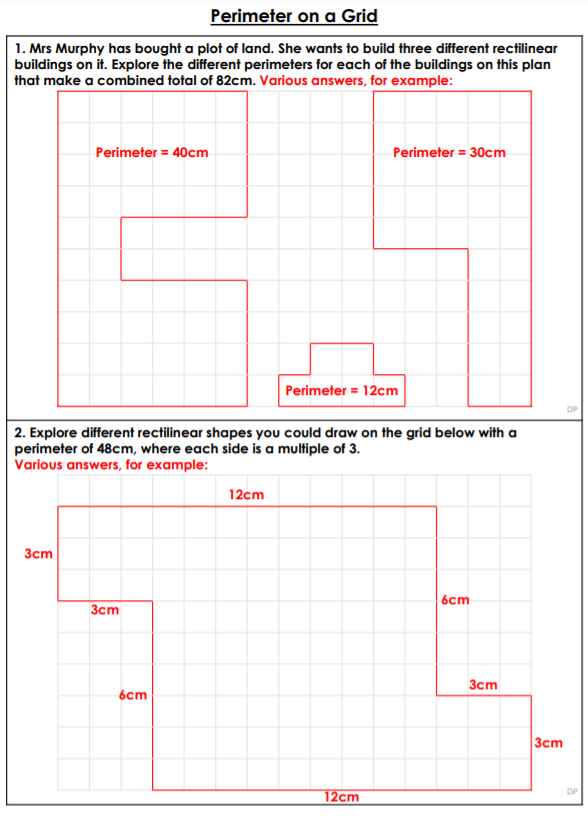 Perimeter on a Grid
1. Mrs Murphy has bought a plot of land. She wants to build three different rectilinear
buildings on it. Explore the different perimeters for each of the buildings on this plan
that make a combined total of 82cm. Various answers, for example:
Perimeter = 40cm
Perimeter = 30cm
Perimeter = 12cm
DP
2. Explore different rectilinear shapes you could draw on the grid below with a
perimeter of 48cm, where each side is a multiple of 3.
Various answers, for example:
12cm
3cm
6cm
3cm
3cm
6cm
3cm
12cm
DP